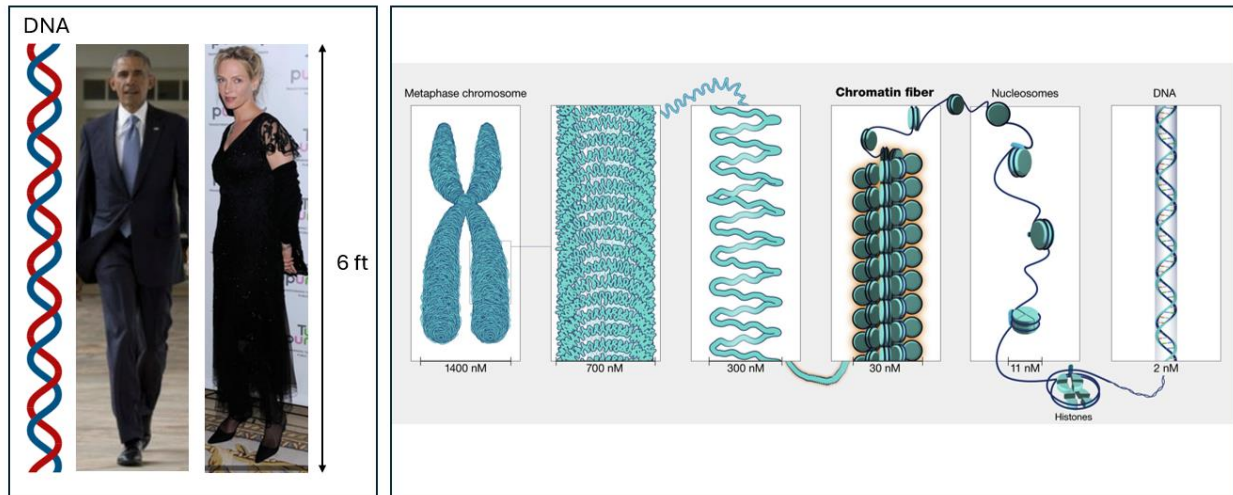 DNA
6 ft
Metaphase chromosome
Chromatin fiber
Nucleosomes
DNA
1400 nM
700 nM
300 nM
30 nM
11 nM
2 nM
Histones